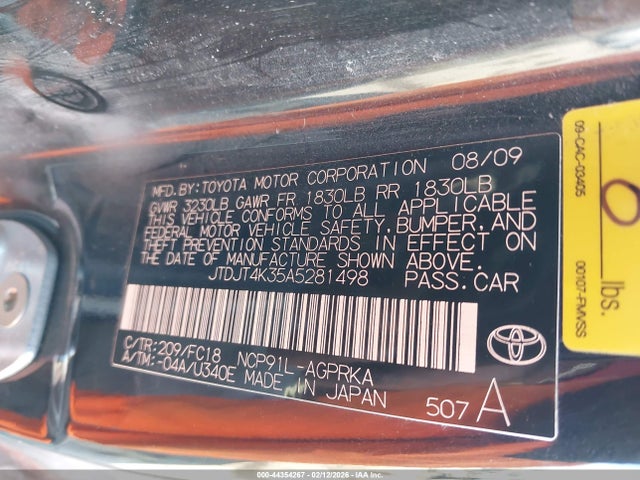 MFD.BY:TOYOTA MOTOR CORPORATION 08/09
GVWR 3230LB GAWR FR 1830LB RR 1830LB
THIS VEHICLE CONFORMS TO ALL APPLICABLE
FEDERAL MOTOR VEHICLE SAFETY,BUMPER,AND
THEFT PREVENTION STANDARDS IN EFFECT ON
THE DATE OF MANUFACTURE SHOWN ABOVE.
JTDJT4K35A5281498 PASS.CAR
C/TR:209/FC18 NCP91L-AGPRKA
A/TM:-04A/U340E MADE IN JAPAN
507 A
09-CAC-03405
0 lbs.
00107-FMVSS
000-44354267 - 02/12/2026 - IAA Inc.